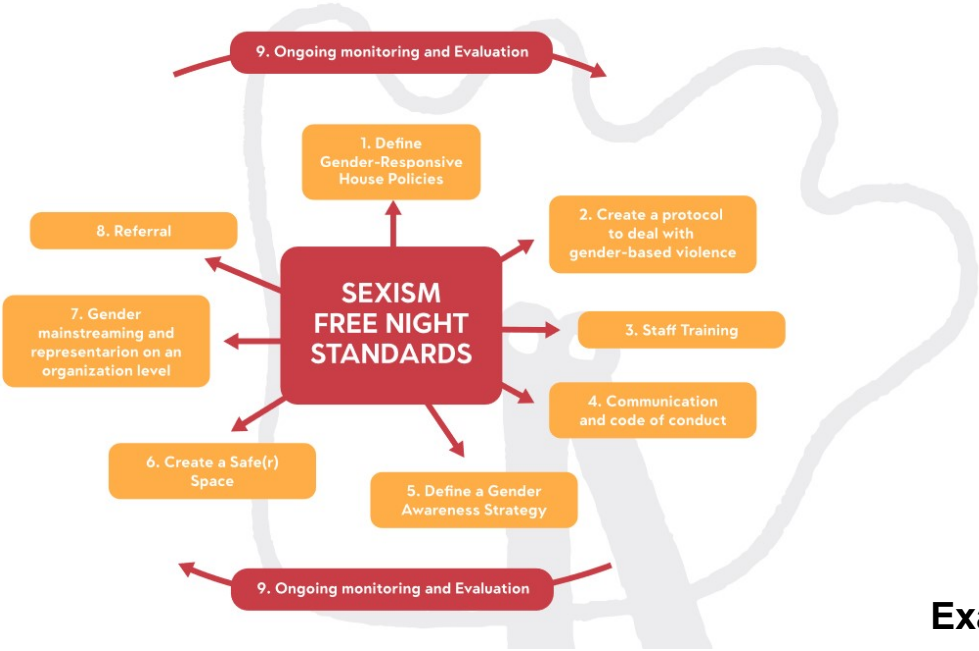 9. Ongoing monitoring and Evaluation
1. Define
Gender-Responsive
House Policies
2. Create a protocol
to deal with
gender-based violence
8. Referral
SEXISM
FREE NIGHT
STANDARDS
7. Gender
mainstreaming and
representarion on an
organization level
3. Staff Training
4. Communication
and code of conduct
6. Create a Safe(r)
Space
5. Define a Gender
Awareness Strategy
9. Ongoing monitoring and Evaluation
Exa